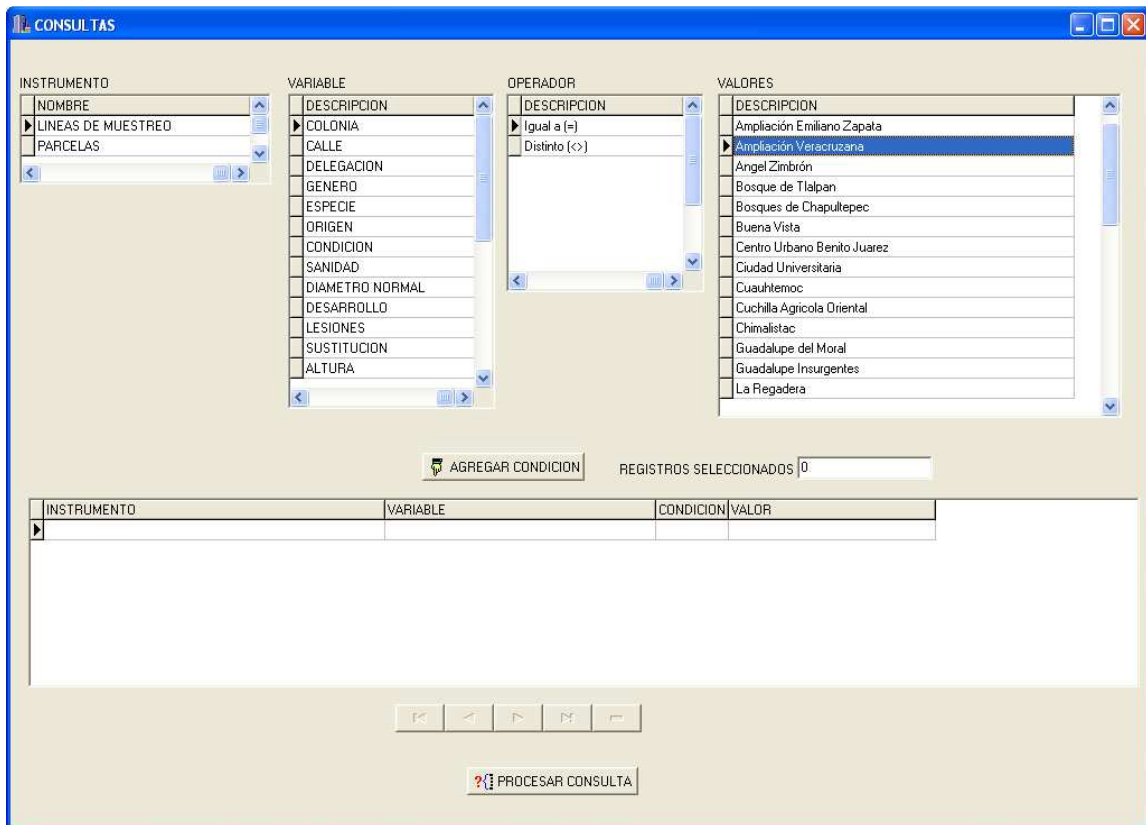 CONSULTAS
INSTRUMENTO
NOMBRE
LINEAS DE MUESTREO
PARCELAS
VARIABLE
DESCRIPCION
COLONIA
CALLE
DELEGACION
GENERO
ESPECIE
ORIGEN
CONDICION
SANIDAD
DIAMETRO NORMAL
DESARROLLO
LESIONES
SUSTITUCION
ALTURA
OPERADOR
DESCRIPCION
Igual a (=)
Distinto (<>)
VALORES
DESCRIPCION
Ampliación Emiliano Zapata
Ampliación Veracruzana
Angel Zimbrón
Bosque de Tlalpan
Bosques de Chapultepec
Buena Vista
Centro Urbano Benito Juarez
Ciudad Universitaria
Cuauhtemoc
Cuchilla Agricola Oriental
Chimalistac
Guadalupe del Moral
Guadalupe Insurgentes
La Regadera
AGREGAR CONDICION
REGISTROS SELECCIONADOS 0
INSTRUMENTO VARIABLE CONDICION VALOR
PROCESAR CONSULTA